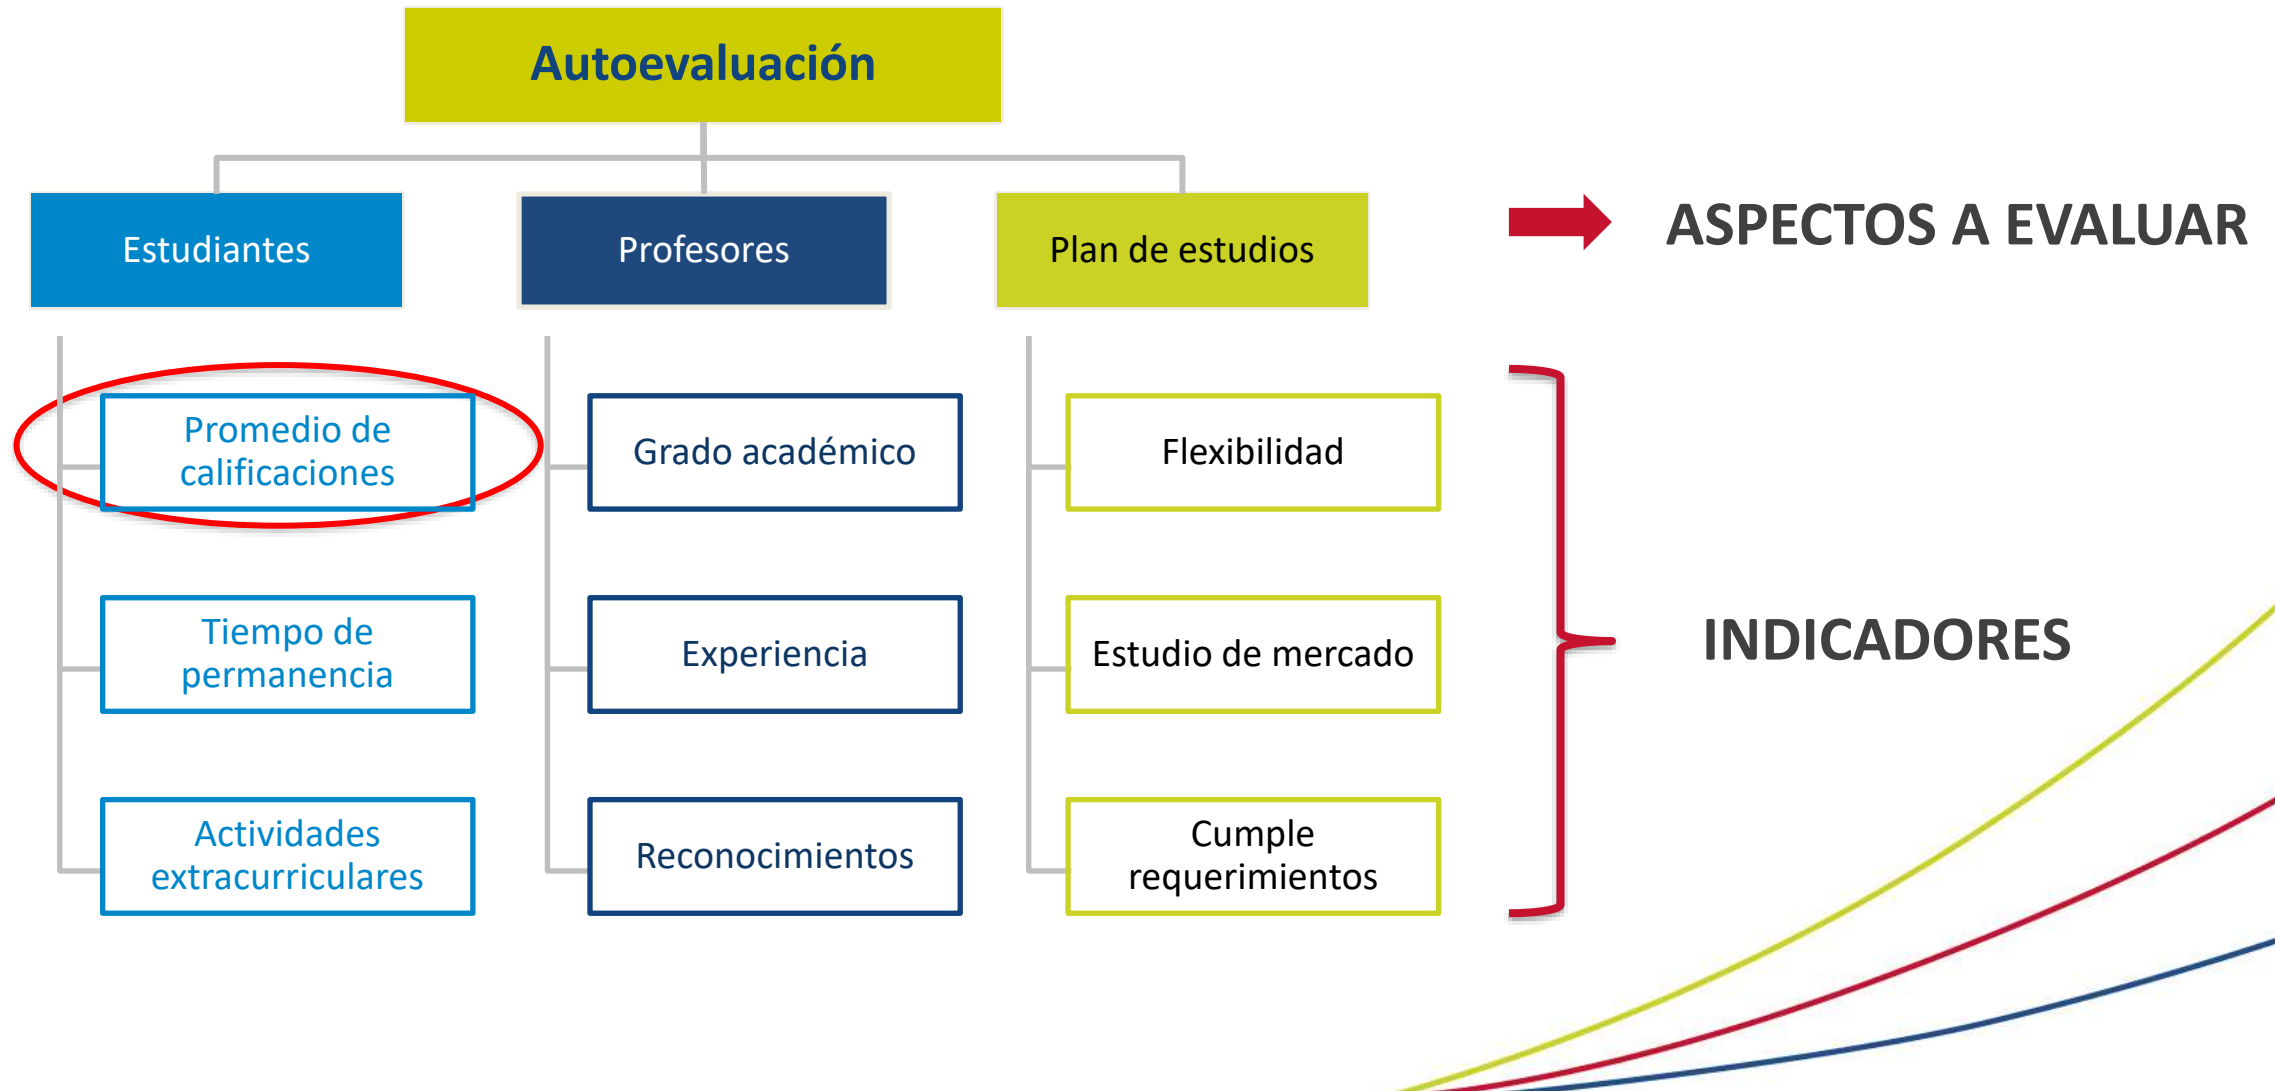 Autoevaluación
Estudiantes
Profesores
Plan de estudios
ASPECTOS A EVALUAR
Promedio de
calificaciones
Grado académico
Flexibilidad
Tiempo de
permanencia
Experiencia
Estudio de mercado
INDICADORES
Actividades
extracurriculares
Reconocimientos
Cumple
requerimientos